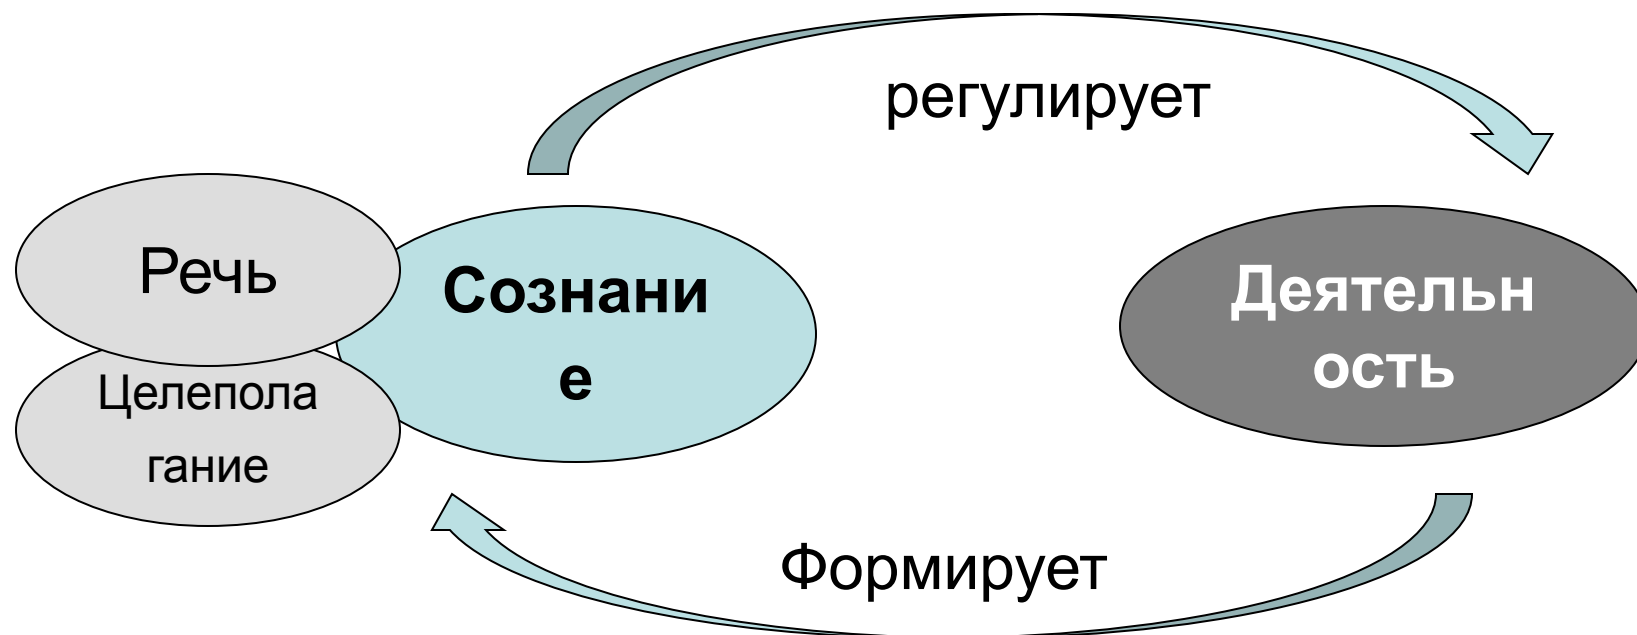 регулирует
Речь
Целепола
гание
Сознани
е
Деятельн
ость
Формирует